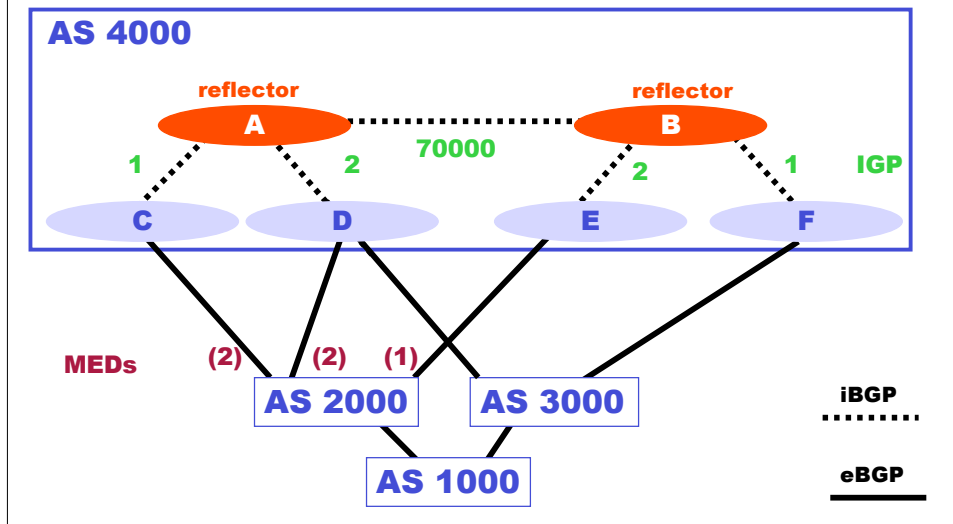 AS 4000
reflector
reflector
A
B
70000
1
2
2
1
IGP
C
D
E
F
MEDs
(2)
(2)
(1)
AS 2000
AS 3000
iBGP
AS 1000
eBGP